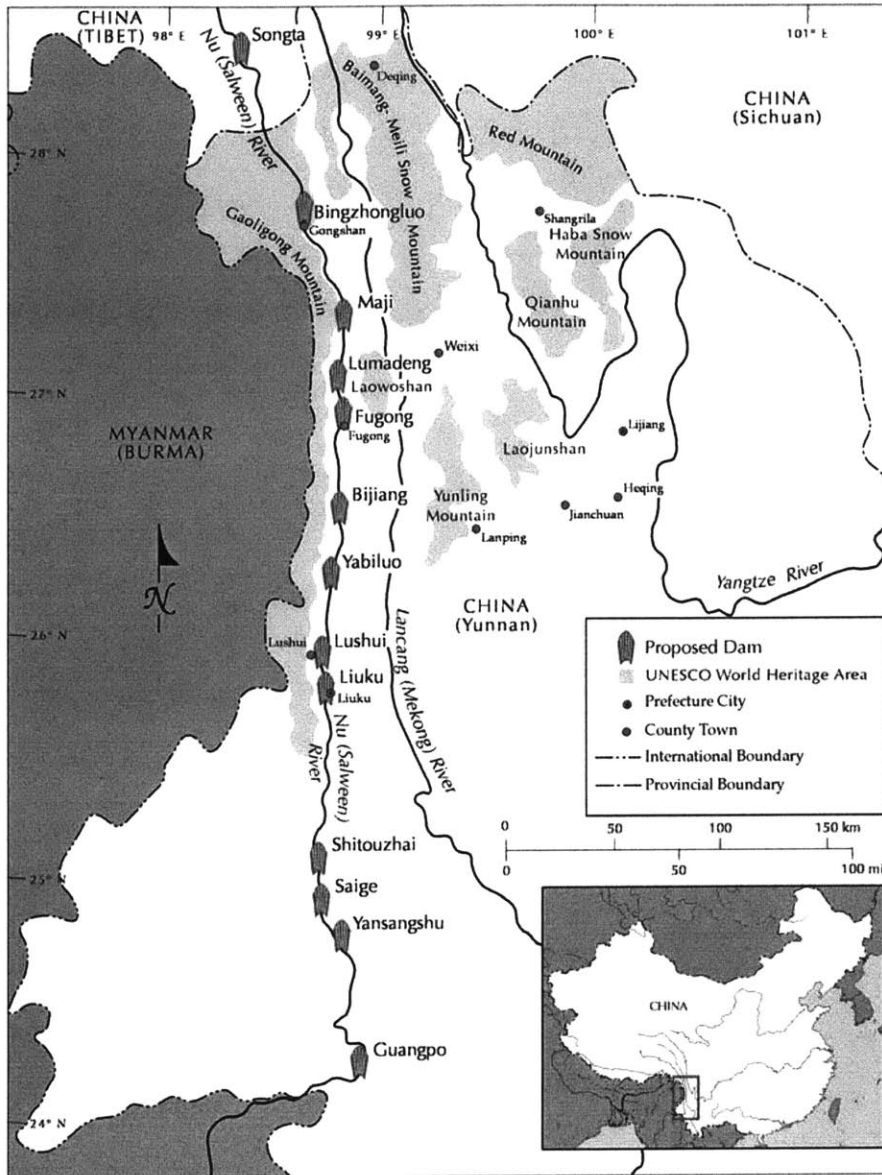 CHINA
(TIBET)
98° E
99° E
100° E
101° E
Songta
Nu (Salween) River
Deqing
Baimang-Meili Snow Mountain
CHINA
(Sichuan)
Red Mountain
28° N
Bingzhongluo
Gongshan
Gaoligong Mountain
Shangrila
Haba Snow
Mountain
Qianhu
Mountain
Maji
Weixi
Lumadeng
Laowoshan
27° N
Fugong
Fugong
MYANMAR
(BURMA)
Lijiang
Laojunshan
Heqing
Jianchuan
Bijiang
Yunling
Mountain
Lanping
N
Yabiluo
Yangtze River
CHINA
(Yunnan)
26° N
Lushui
Lushui
Liuku
Liuku
Lancang (Mekong) River
Nu (Salween)
River
Proposed Dam
UNESCO World Heritage Area
Prefecture City
County Town
International Boundary
Provincial Boundary
0 50 100 150 km
0 50 100 mi
Shitouzhai
25° N
Saige
Yansangshu
Guangpo
24° N
CHINA